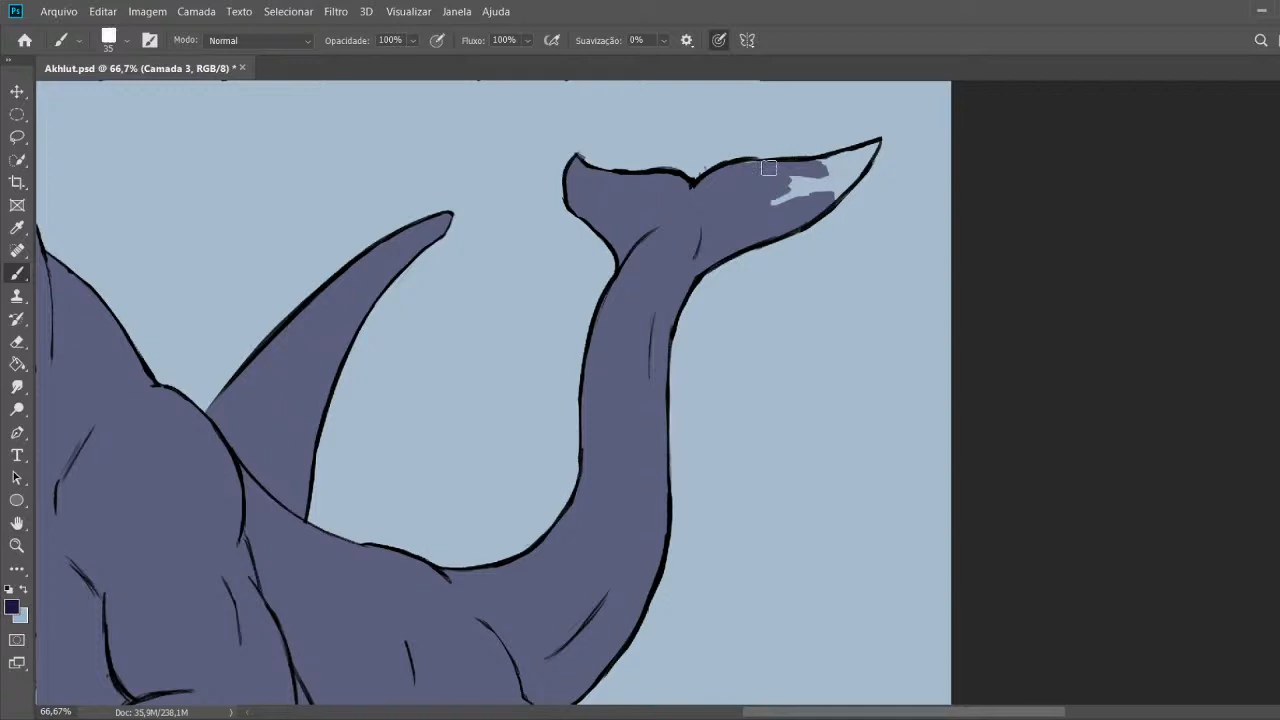 Ps Arquivo Editar Imagem Camada Texto Selecionar Filtro 3D Visualizar Janela Ajuda
35 Modo: Normal Opacidade: 100% Fluxo: 100% Suavização: 0%
Akhlut.psd @ 66,7% (Camada 3, RGB/8) *
T
66,67% Doc: 35,9M/238,1M